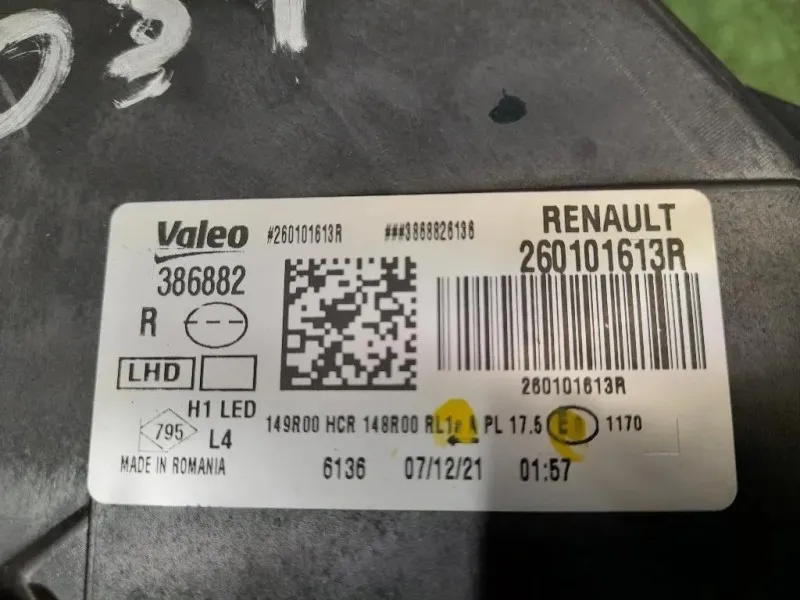 Valeo #260101613R ###3868826136 RENAULT
386882 260101613R
R
LHD
260101613R
H1 LED
149R00 HCR 148R00 PL 17.5 1170
795 L4
MADE IN ROMANIA 6136 07/12/21 01:57